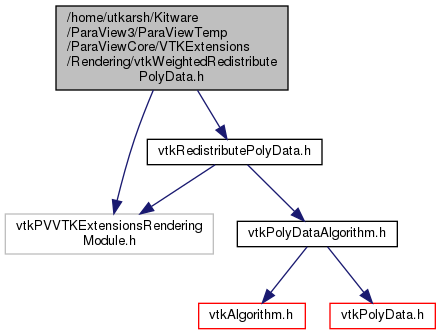 /home/utkarsh/Kitware
/ParaView3/ParaViewTemp
/ParaViewCore/VTKExtensions
/Rendering/vtkWeightedRedistribute
PolyData.h
vtkRedistributePolyData.h
vtkPVVTKExtensionsRendering
Module.h
vtkPolyDataAlgorithm.h
vtkAlgorithm.h
vtkPolyData.h